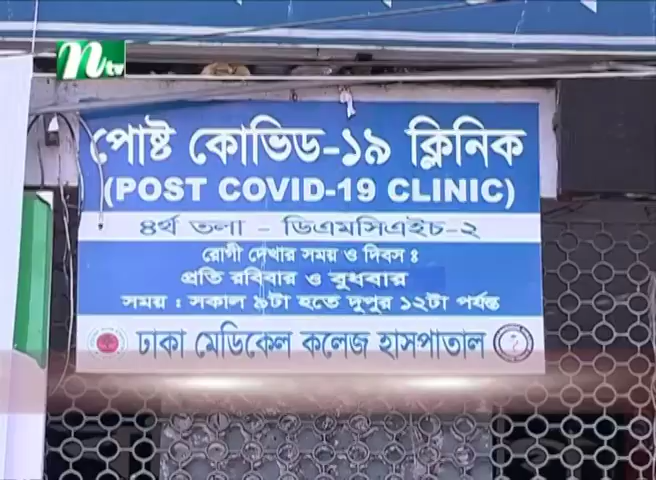 ntv
পোষ্ট কোভিড-১৯ ক্লিনিক
(POST COVID-19 CLINIC)
৪র্থ তলা - ডিএমসিএইচ-২
রোগী দেখার সময় ও দিবস ঃ
প্রতি রবিবার ও বুধবার
সময় : সকাল ৯টা হতে দুপুর ১২টা পর্যন্ত
ঢাকা মেডিকেল কলেজ হাসপাতাল